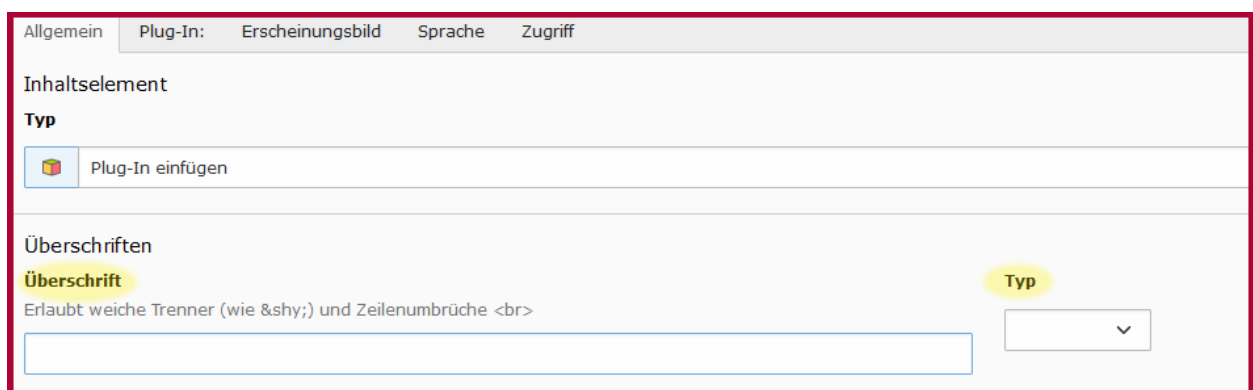 Allgemein Plug-In: Erscheinungsbild Sprache Zugriff
Inhaltselement
Typ
Plug-In einfügen
Überschriften
Überschrift Typ
Erlaubt weiche Trenner (wie &shy;) und Zeilenumbrüche <br>